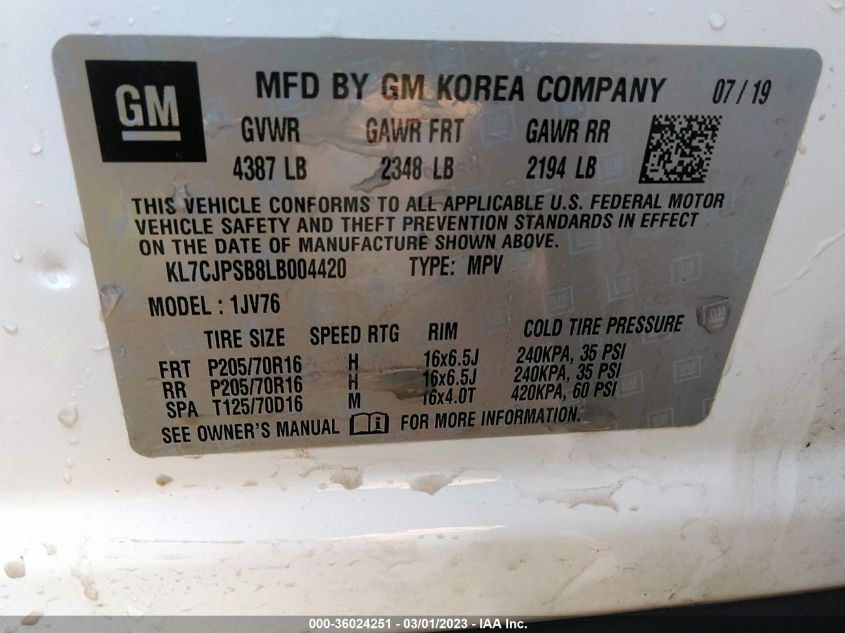 GM MFD BY GM KOREA COMPANY 07/19
GVWR GAWR FRT GAWR RR
4387 LB 2348 LB 2194 LB
THIS VEHICLE CONFORMS TO ALL APPLICABLE U.S. FEDERAL MOTOR
VEHICLE SAFETY AND THEFT PREVENTION STANDARDS IN EFFECT
ON THE DATE OF MANUFACTURE SHOWN ABOVE.
KL7CJPSB8LB004420 TYPE: MPV
MODEL : 1JV76
TIRE SIZE SPEED RTG RIM COLD TIRE PRESSURE
FRT P205/70R16 H 16x6.5J 240KPA, 35 PSI
RR P205/70R16 H 16x6.5J 240KPA, 35 PSI
SPA T125/70D16 M 16x4.0T 420KPA, 60 PSI
SEE OWNER'S MANUAL FOR MORE INFORMATION.
000-36024251 - 03/01/2023 - IAA Inc.